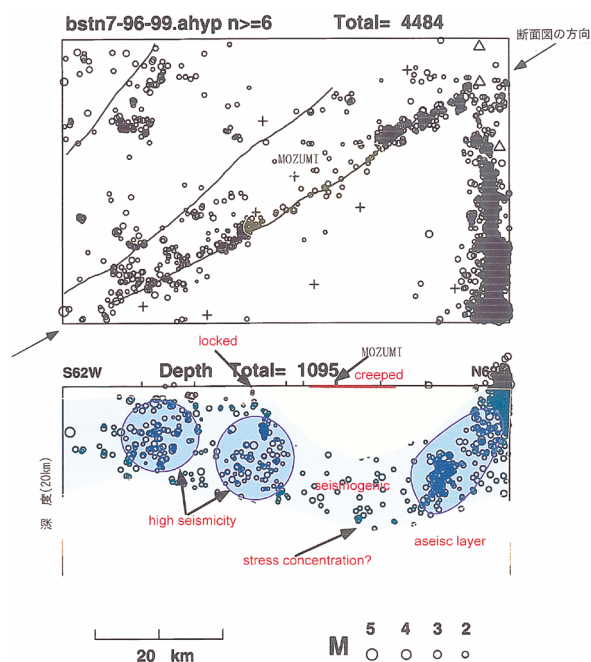 bstn7-96-99.ahyp n>=6 Total= 4484
断面図の方向
MOZUMI
locked
MOZUMI
S62W Depth Total= 1095 N6
creeped
深 度(20km)
seismogenic
high seismicity
aseisc layer
stress concentration?
5 4 3 2
M
20 km